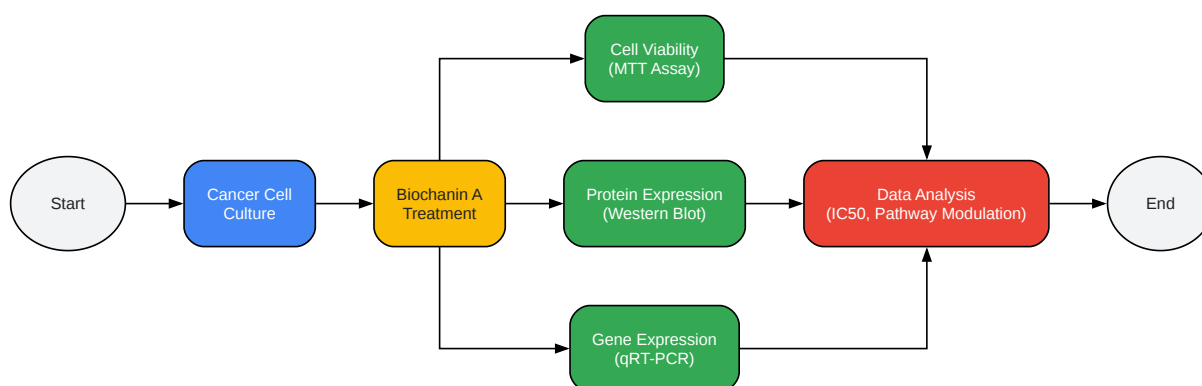 Start
Cancer Cell
Culture
Biochanin A
Treatment
Cell Viability
(MTT Assay)
Protein Expression
(Western Blot)
Gene Expression
(qRT-PCR)
Data Analysis
(IC50, Pathway Modulation)
End